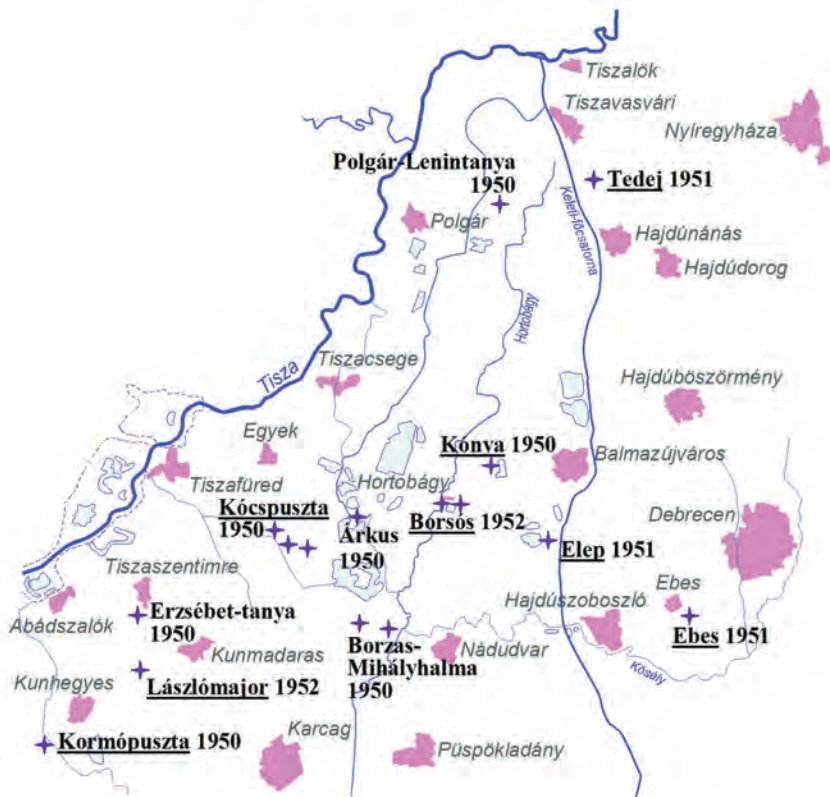 Tiszalök
Tiszavasvári
Nyíregyháza
Polgár-Lenintanya
1950
Tedej 1951
Polgár
Keleti-főcsatorna
Hajdúnánás
Hajdúdorog
Hortobágy
Tisza
Tiszacsege
Hajdúböszörmény
Egyek
Kónya 1950
Balmazújváros
Tiszafüred
Hortobágy
Kócspuszta
1950
Árkus
1950
Borsós 1952
Debrecen
Elep 1951
Tiszaszentimre
Ebes
Abádszalók
Erzsébet-tanya
1950
Hajdúszoboszló
Ebes 1951
Kunmadaras
Borzas-
Mihályhalma
1950
Nádudvar
Kösély
Kunhegyes
Lászlómajor 1952
Kormópuszta 1950
Karcag
Püspökladány